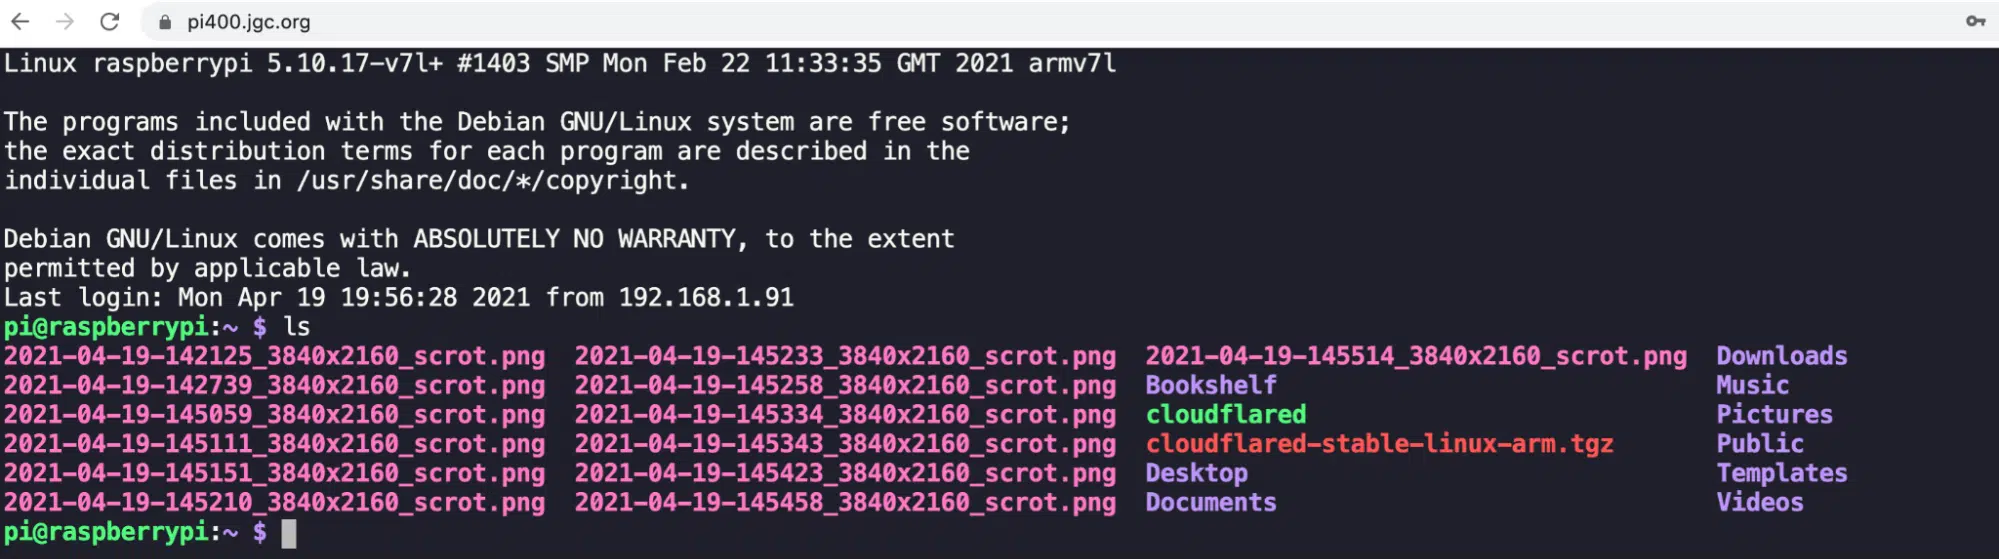 pi400.jgc.org
Linux raspberrypi 5.10.17-v7l+ #1403 SMP Mon Feb 22 11:33:35 GMT 2021 armv7l
The programs included with the Debian GNU/Linux system are free software;
the exact distribution terms for each program are described in the
individual files in /usr/share/doc/*/copyright.
Debian GNU/Linux comes with ABSOLUTELY NO WARRANTY, to the extent
permitted by applicable law.
Last login: Mon Apr 19 19:56:28 2021 from 192.168.1.91
pi@raspberrypi:~ $ ls
2021-04-19-142125_3840x2160_scrot.png  2021-04-19-145233_3840x2160_scrot.png  2021-04-19-145514_3840x2160_scrot.png  Downloads
2021-04-19-142739_3840x2160_scrot.png  2021-04-19-145258_3840x2160_scrot.png  Bookshelf  Music
2021-04-19-145059_3840x2160_scrot.png  2021-04-19-145334_3840x2160_scrot.png  cloudflared  Pictures
2021-04-19-145111_3840x2160_scrot.png  2021-04-19-145343_3840x2160_scrot.png  cloudflared-stable-linux-arm.tgz  Public
2021-04-19-145151_3840x2160_scrot.png  2021-04-19-145423_3840x2160_scrot.png  Desktop  Templates
2021-04-19-145210_3840x2160_scrot.png  2021-04-19-145458_3840x2160_scrot.png  Documents  Videos
pi@raspberrypi:~ $